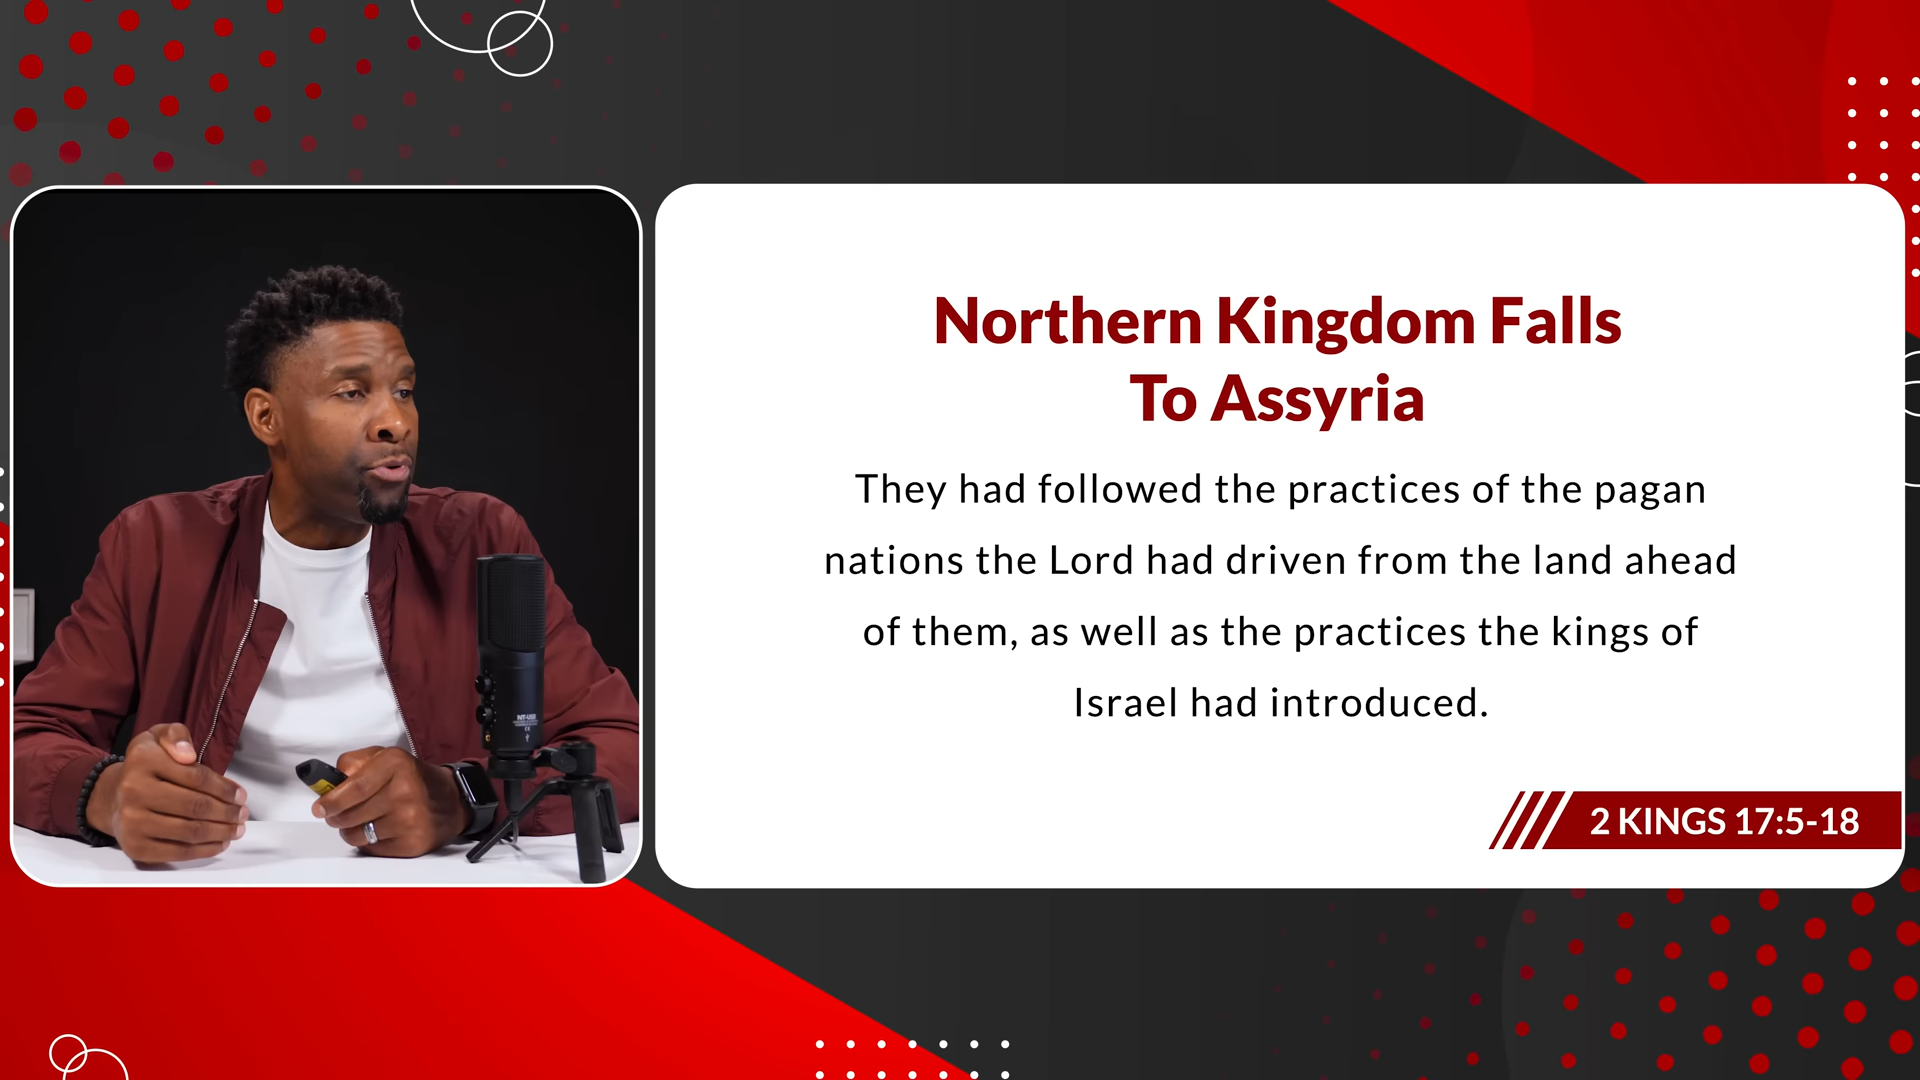 Northern Kingdom Falls
To Assyria
They had followed the practices of the pagan
nations the Lord had driven from the land ahead
of them, as well as the practices the kings of
Israel had introduced.
2 KINGS 17:5-18
NT-USB